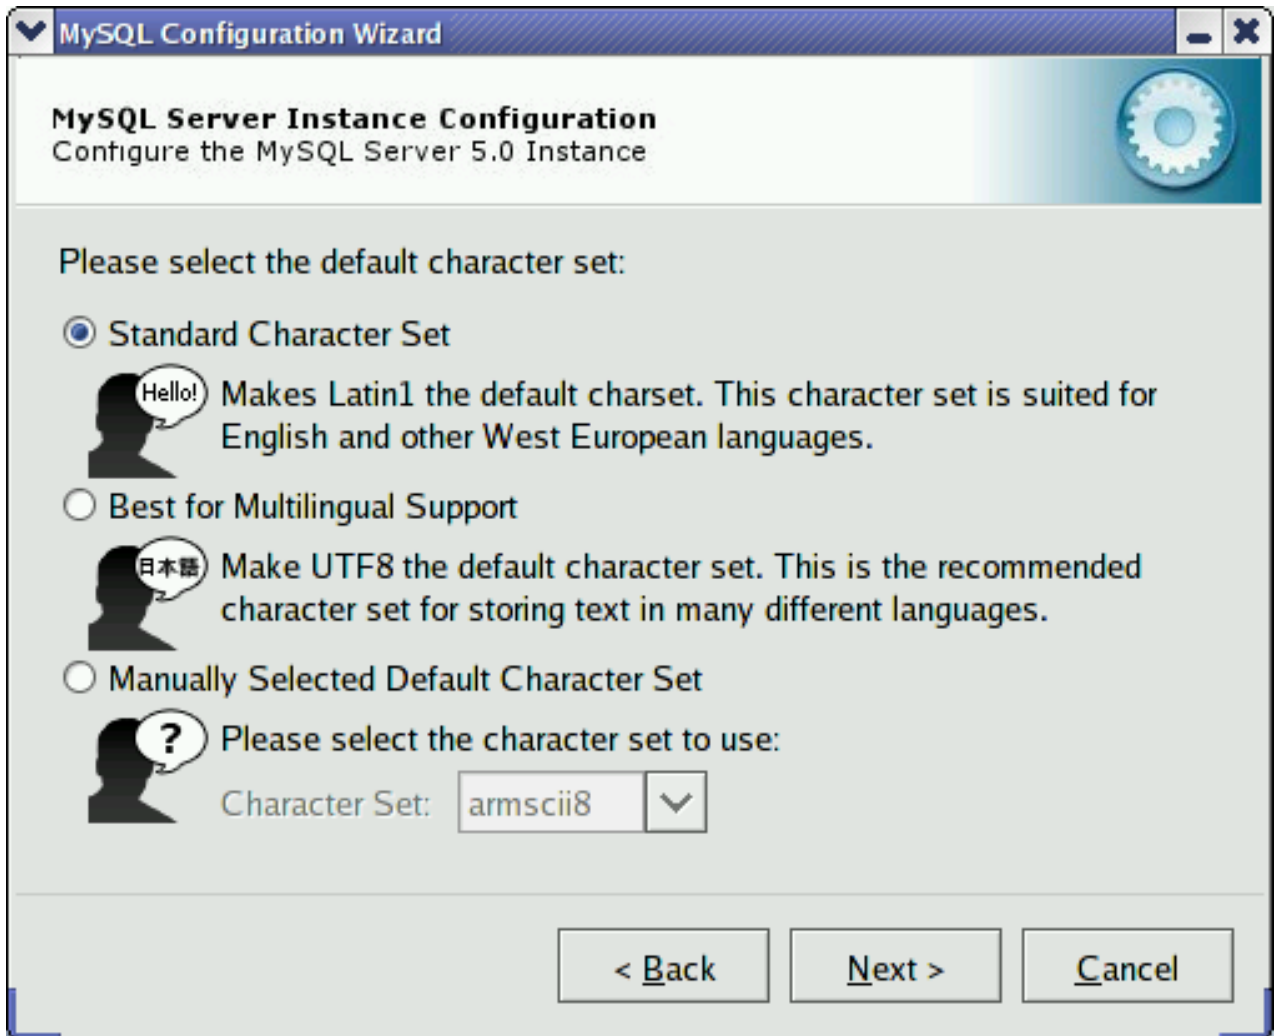 MySQL Configuration Wizard
MySQL Server Instance Configuration
Configure the MySQL Server 5.0 Instance
Please select the default character set:
Standard Character Set
Hello!
Makes Latin1 the default charset. This character set is suited for
English and other West European languages.
Best for Multilingual Support
日本語
Make UTF8 the default character set. This is the recommended
character set for storing text in many different languages.
Manually Selected Default Character Set
?
Please select the character set to use:
Character Set: armscii8
< Back Next > Cancel